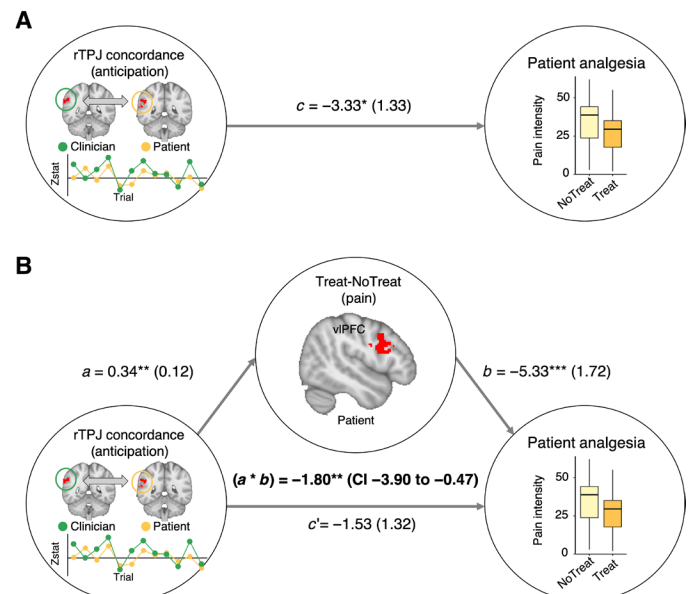 A
rTPJ concordance
(anticipation)
Clinician
Patient
Zstat
Trial
c = −3.33* (1.33)
Patient analgesia
Pain intensity
50
25
0
NoTreat
Treat
B
Treat-NoTreat
(pain)
vlPFC
Patient
a = 0.34** (0.12)
b = −5.33*** (1.72)
rTPJ concordance
(anticipation)
Clinician
Patient
Zstat
Trial
(a * b) = −1.80** (CI −3.90 to −0.47)
c'= −1.53 (1.32)
Patient analgesia
Pain intensity
50
25
0
NoTreat
Treat